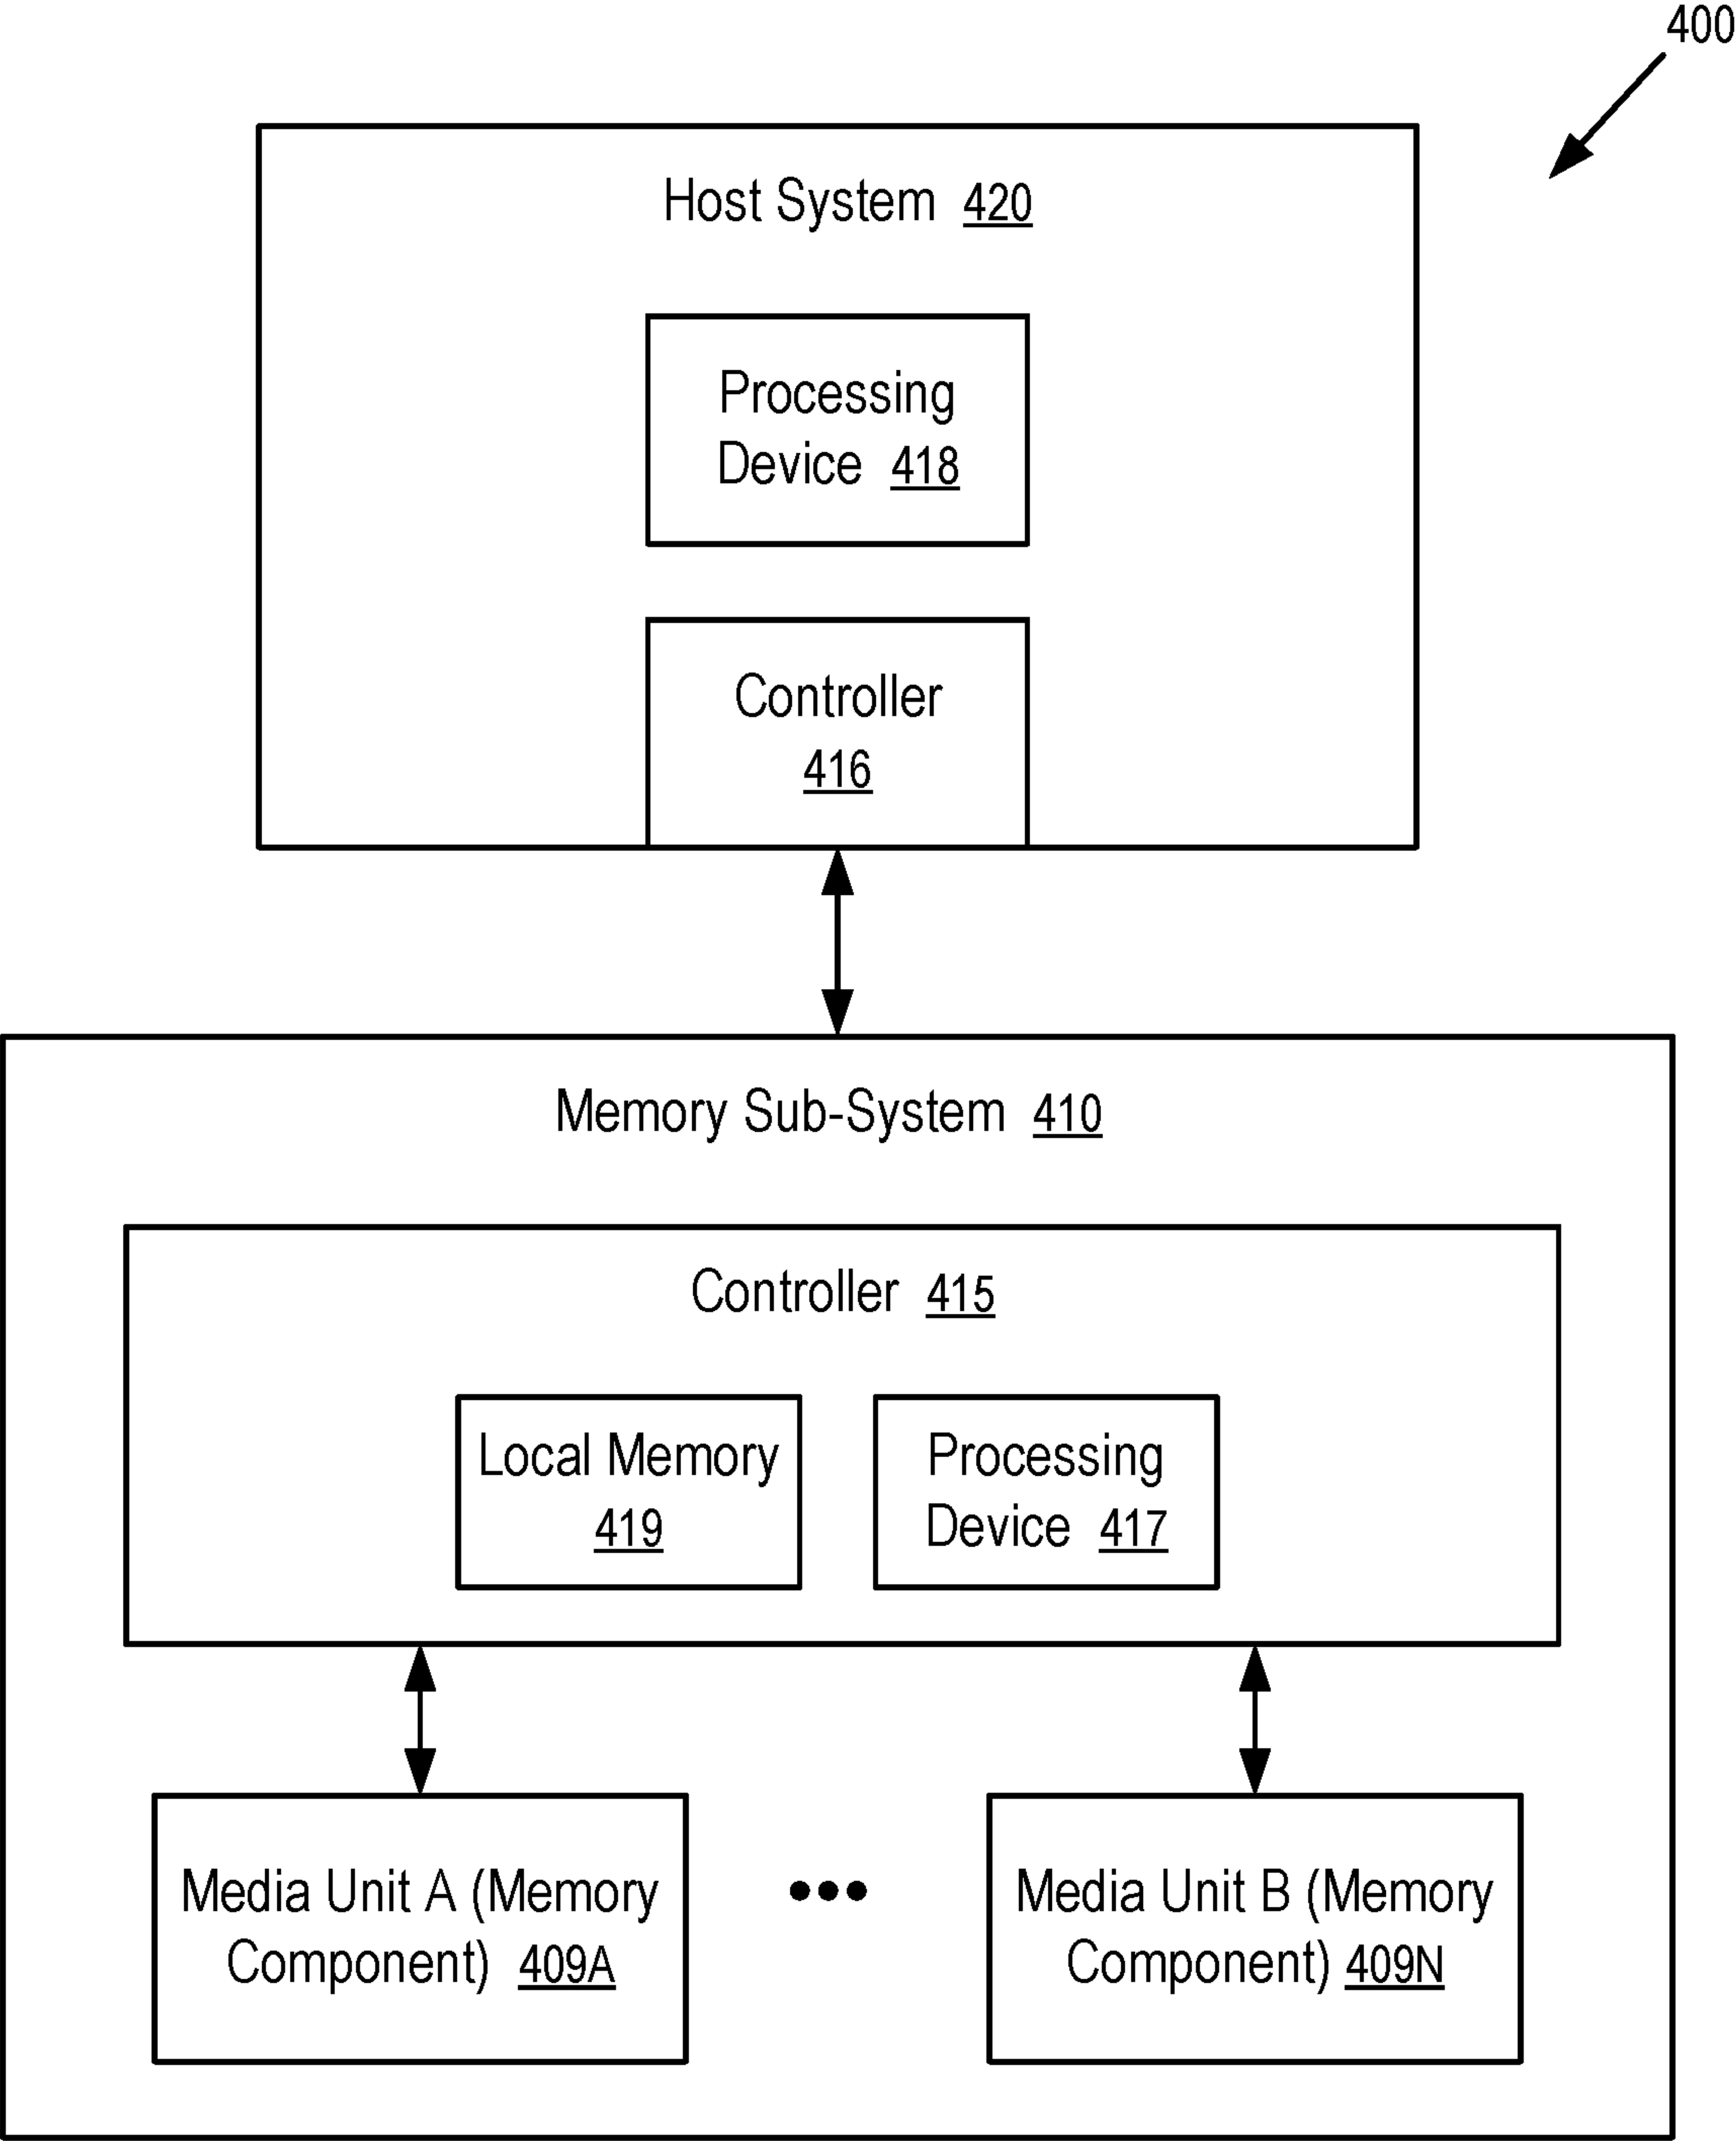 400
Host System 420
Processing
Device 418
Controller
416
Memory Sub-System 410
Controller 415
Local Memory
419
Processing
Device 417
Media Unit A (Memory
Component) 409A
Media Unit B (Memory
Component) 409N